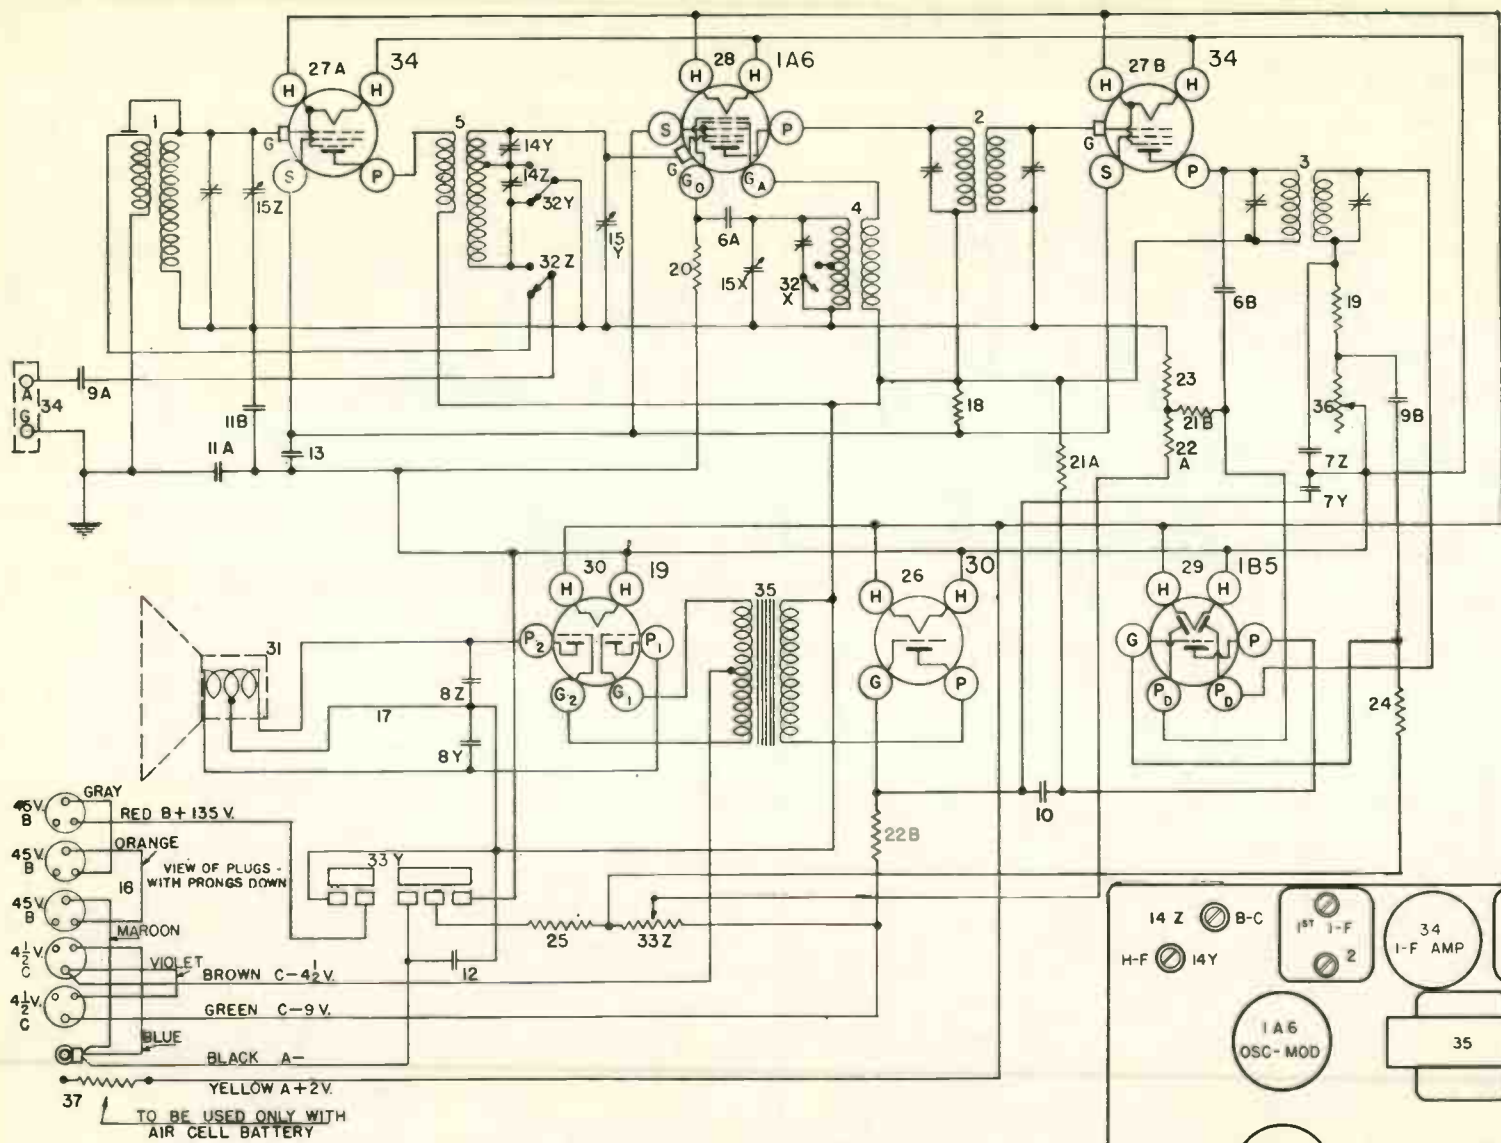 27A
34
H
H
G
S
P
1
15Z
5
14Y
14Z
32Y
32Z
28
1A6
H
H
S
P
G
GO
GA
15
Y
20
6A
15X
32
X
4
2
27B
34
H
H
G
S
P
3
6B
19
36
9B
23
21B
22
A
18
21A
7Z
7Y
A
G
34
9A
11B
11A
13
30
19
H
H
P2
P1
G2
G1
35
26
30
H
H
G
P
29
1B5
H
H
G
P
PD
PD
24
31
17
8Z
8Y
10
22B
45V.
B
GRAY
RED B+135V.
45V.
B
ORANGE
VIEW OF PLUGS -
WITH PRONGS DOWN
16
45V.
B
MAROON
4½V.
C
VIOLET
BROWN C-4½V.
4½V.
C
GREEN C-9V.
BLUE
BLACK A-
YELLOW A+2V.
37
TO BE USED ONLY WITH
AIR CELL BATTERY
33Y
12
25
33Z
14 Z B-C
H-F 14Y
1ST I-F
2
34
I-F AMP
1A6
OSC-MOD
35